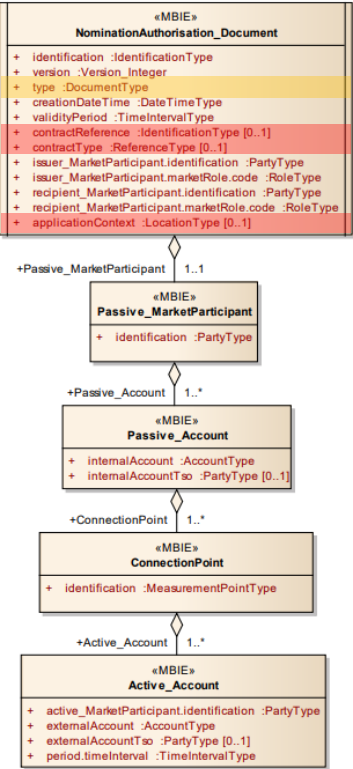 «MBIE»
NominationAuthorisation_Document
+ identification :IdentificationType
+ version :Version_Integer
+ type :DocumentType
+ creationDateTime :DateTimeType
+ validityPeriod :TimeIntervalType
+ contractReference :IdentificationType [0..1]
+ contractType :ReferenceType [0..1]
+ issuer_MarketParticipant.identification :PartyType
+ issuer_MarketParticipant.marketRole.code :RoleType
+ recipient_MarketParticipant.identification :PartyType
+ recipient_MarketParticipant.marketRole.code :RoleType
+ applicationContext :LocationType [0..1]
+Passive_MarketParticipant 1..1
«MBIE»
Passive_MarketParticipant
+ identification :PartyType
+Passive_Account 1..*
«MBIE»
Passive_Account
+ internalAccount :AccountType
+ internalAccountTso :PartyType [0..1]
+ConnectionPoint 1..*
«MBIE»
ConnectionPoint
+ identification :MeasurementPointType
+Active_Account 1..*
«MBIE»
Active_Account
+ active_MarketParticipant.identification :PartyType
+ externalAccount :AccountType
+ externalAccountTso :PartyType [0..1]
+ period.timeInterval :TimeIntervalType